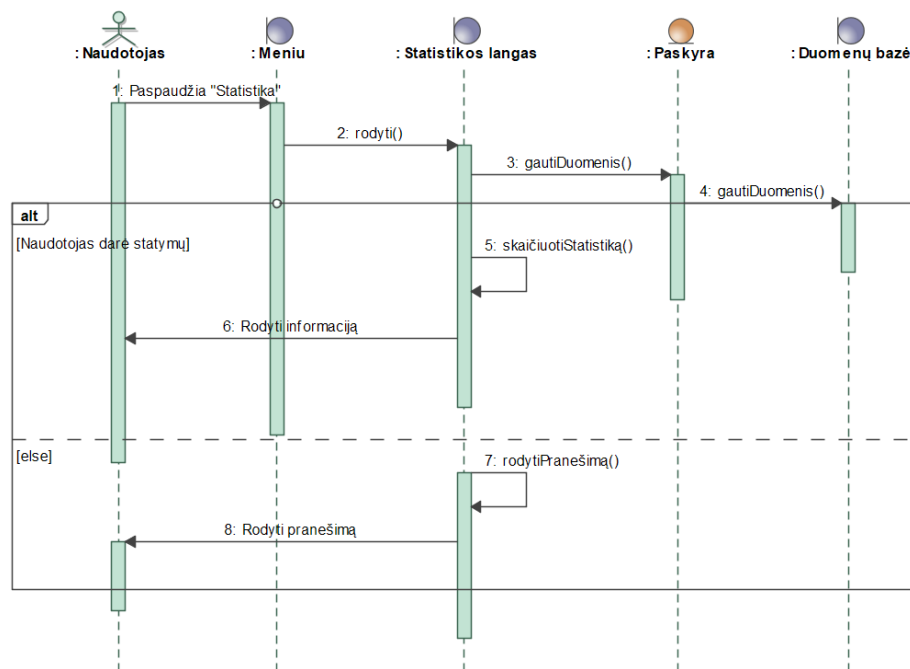 : Naudotojas
: Meniu
: Statistikos langas
: Paskyra
: Duomenų bazė
1: Paspaudžia "Statistika"
2: rodyti()
3: gautiDuomenis()
4: gautiDuomenis()
alt
[Naudotojas darė statymų]
5: skaičiuotiStatistiką()
6: Rodyti informaciją
[else]
7: rodytiPranešimą()
8: Rodyti pranešimą